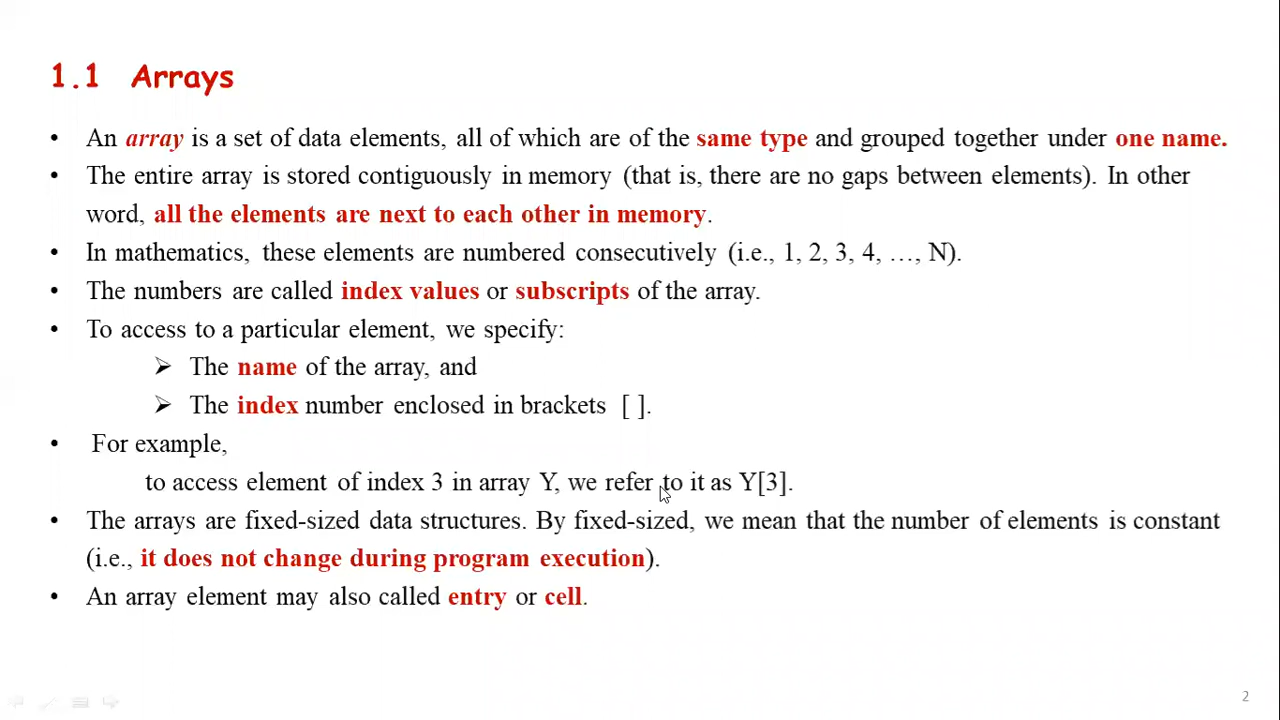 1.1 Arrays
• An array is a set of data elements, all of which are of the same type and grouped together under one name.
• The entire array is stored contiguously in memory (that is, there are no gaps between elements). In other
word, all the elements are next to each other in memory.
• In mathematics, these elements are numbered consecutively (i.e., 1, 2, 3, 4, …, N).
• The numbers are called index values or subscripts of the array.
• To access to a particular element, we specify:
➢ The name of the array, and
➢ The index number enclosed in brackets [ ].
• For example,
to access element of index 3 in array Y, we refer to it as Y[3].
• The arrays are fixed-sized data structures. By fixed-sized, we mean that the number of elements is constant
(i.e., it does not change during program execution).
• An array element may also called entry or cell.
2